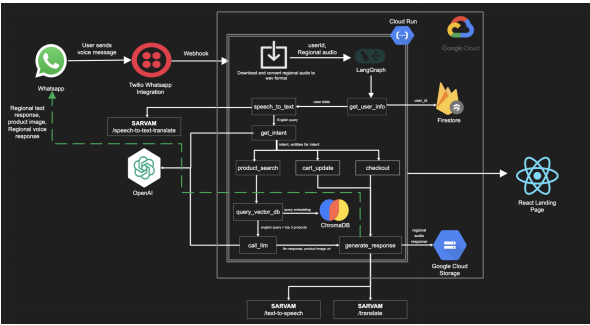 Cloud Run
Google Cloud
User sends
voice message
Webhook
userId,
Regional audio
Whatsapp
Twilio Whatsapp
Integration
Download and convert regional audio to
wav format
LangGraph
Regional
text
response,
product image,
Regional voice
response
speech_to_text
user data
get_user_info
user_id
Firestore
SARVAM
/speech-to-text-translate
English query
get_intent
intent, entities for intent
OpenAI
product_search
cart_update
checkout
React Landing
Page
query_vector_db
query embedding
ChromaDB
english query + top 3 products
call_llm
llm response, product image url
generate_response
regional
audio
response
Google Cloud
Storage
SARVAM
/text-to-speech
SARVAM
/translate